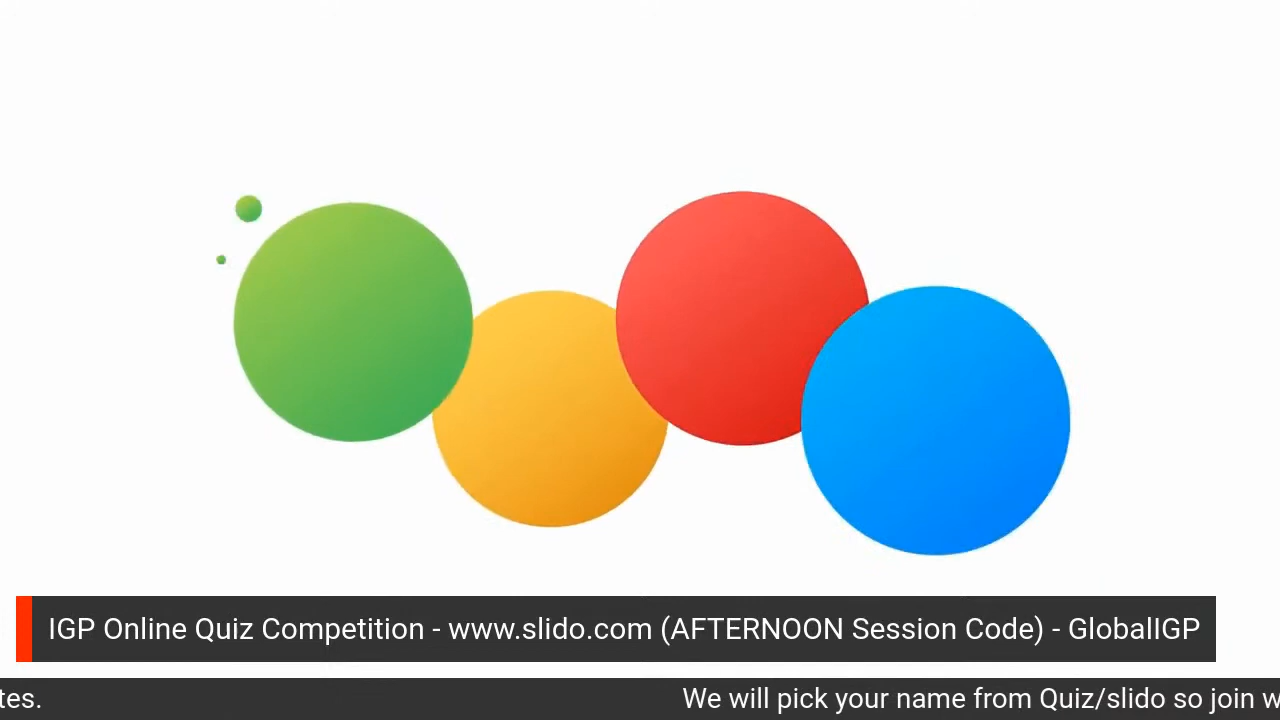 IGP Online Quiz Competition - www.slido.com (AFTERNOON Session Code) - GlobalIGP
We will pick your name from Quiz/slido so join